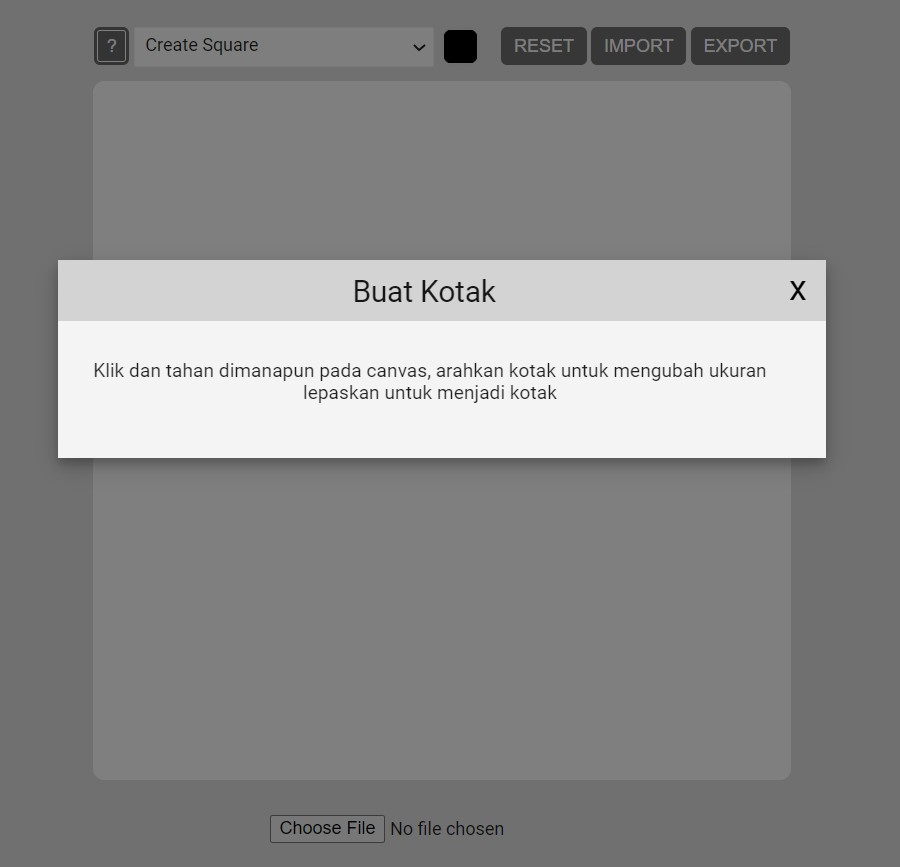 ? Create Square RESET IMPORT EXPORT
Buat Kotak X
Klik dan tahan dimanapun pada canvas, arahkan kotak untuk mengubah ukuran
lepaskan untuk menjadi kotak
Choose File No file chosen